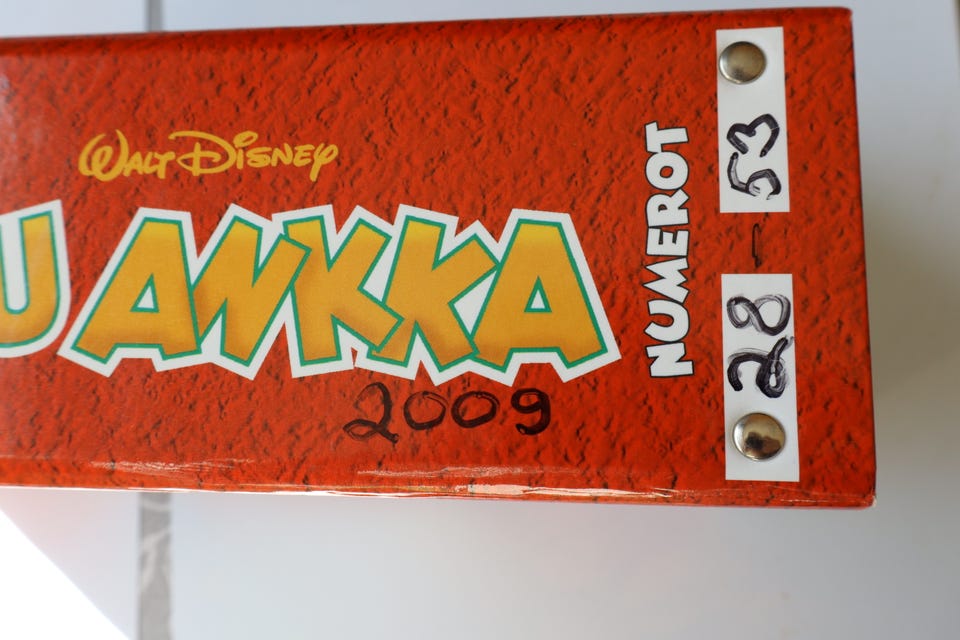 WALT DISNEY
U ANKKA
2009
NUMEROT
28 - 53